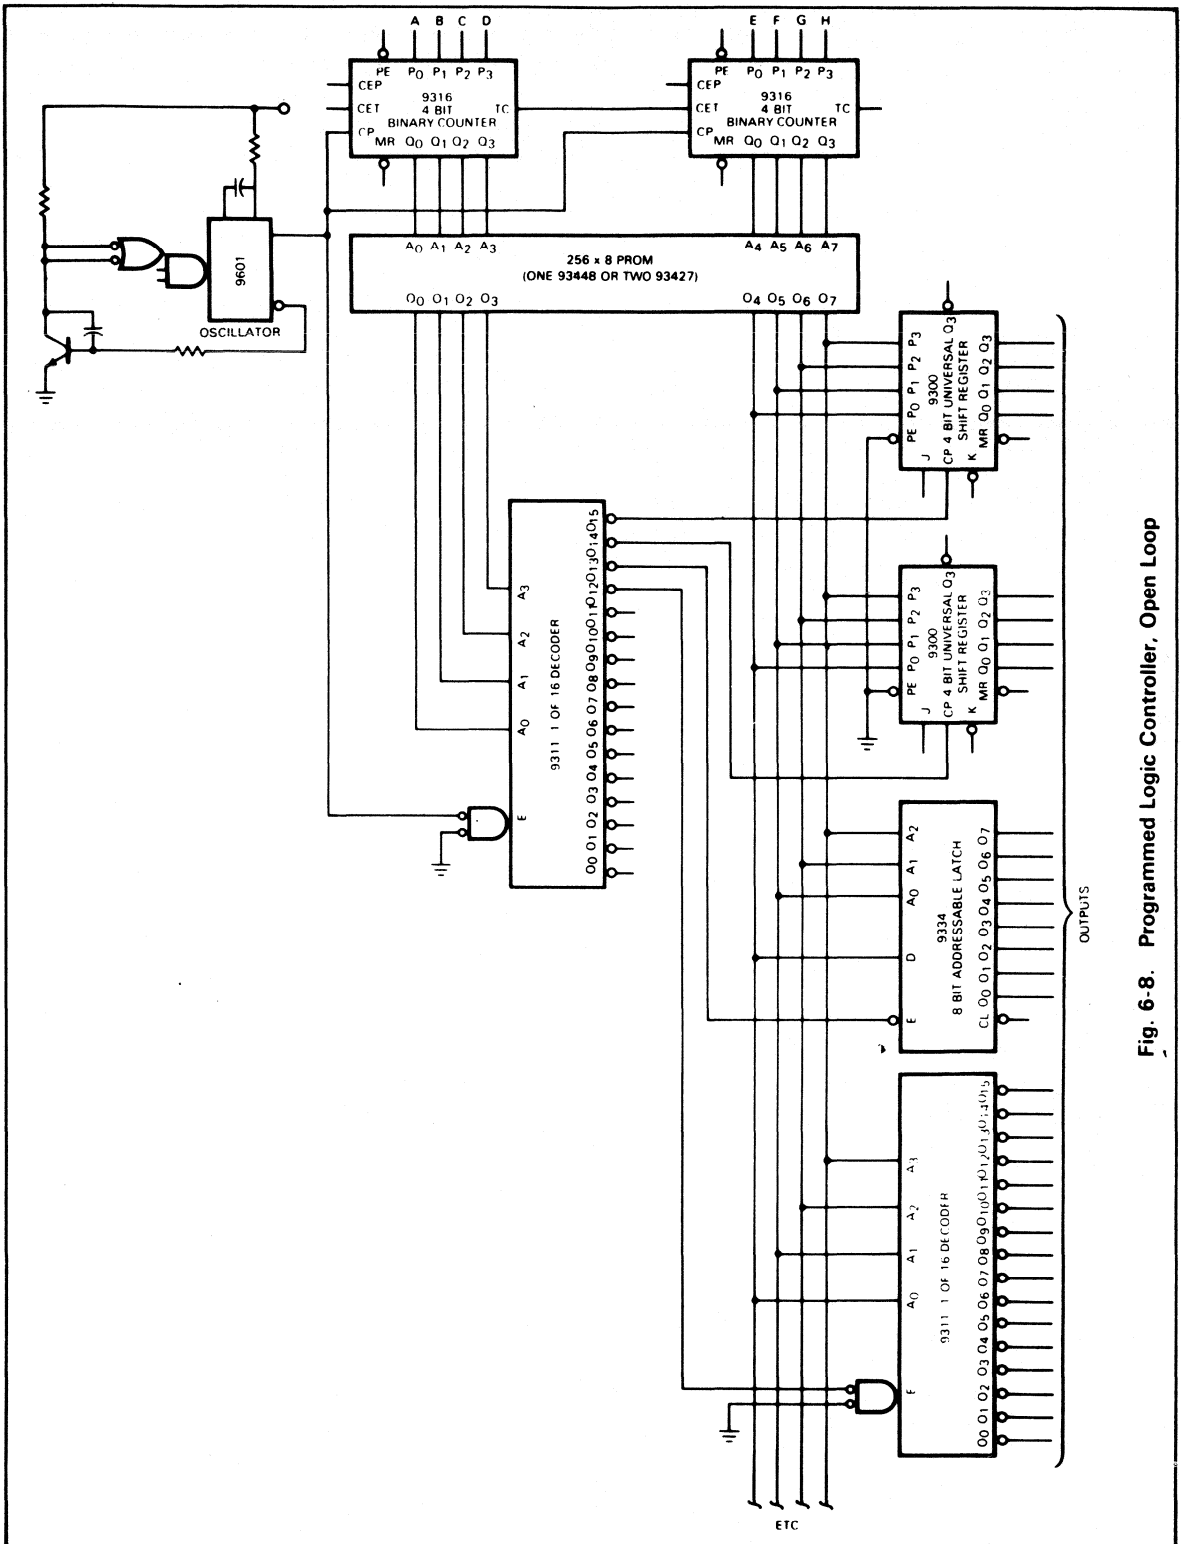 A B C D
E F G H
PE P0 P1 P2 P3
CEP
9316
CET 4 BIT TC
BINARY COUNTER
CP
MR Q0 Q1 Q2 Q3
PE P0 P1 P2 P3
CEP
9316
CET 4 BIT TC
BINARY COUNTER
CP
MR Q0 Q1 Q2 Q3
9601
OSCILLATOR
A0 A1 A2 A3 A4 A5 A6 A7
256 x 8 PROM
(ONE 93448 OR TWO 93427)
O0 O1 O2 O3 O4 O5 O6 O7
PE P0 P1 P2 P3
J
9300
CP 4 BIT UNIVERSAL Q3
SHIFT REGISTER
K
MR Q0 Q1 Q2 Q3
PE P0 P1 P2 P3
J
9300
CP 4 BIT UNIVERSAL Q3
SHIFT REGISTER
K
MR Q0 Q1 Q2 Q3
E A0 A1 A2 A3
9311 1 OF 16 DECODER
O0 O1 O2 O3 O4 O5 O6 O7 O8 O9 O10 O11 O12 O13 O14 O15
E D A0 A1 A2
9334
8 BIT ADDRESSABLE LATCH
CL O0 O1 O2 O3 O4 O5 O6 O7
E A0 A1 A2 A3
9311 1 OF 16 DECODER
O0 O1 O2 O3 O4 O5 O6 O7 O8 O9 O10 O11 O12 O13 O14 O15
OUTPUTS
ETC
Fig. 6-8. Programmed Logic Controller, Open Loop